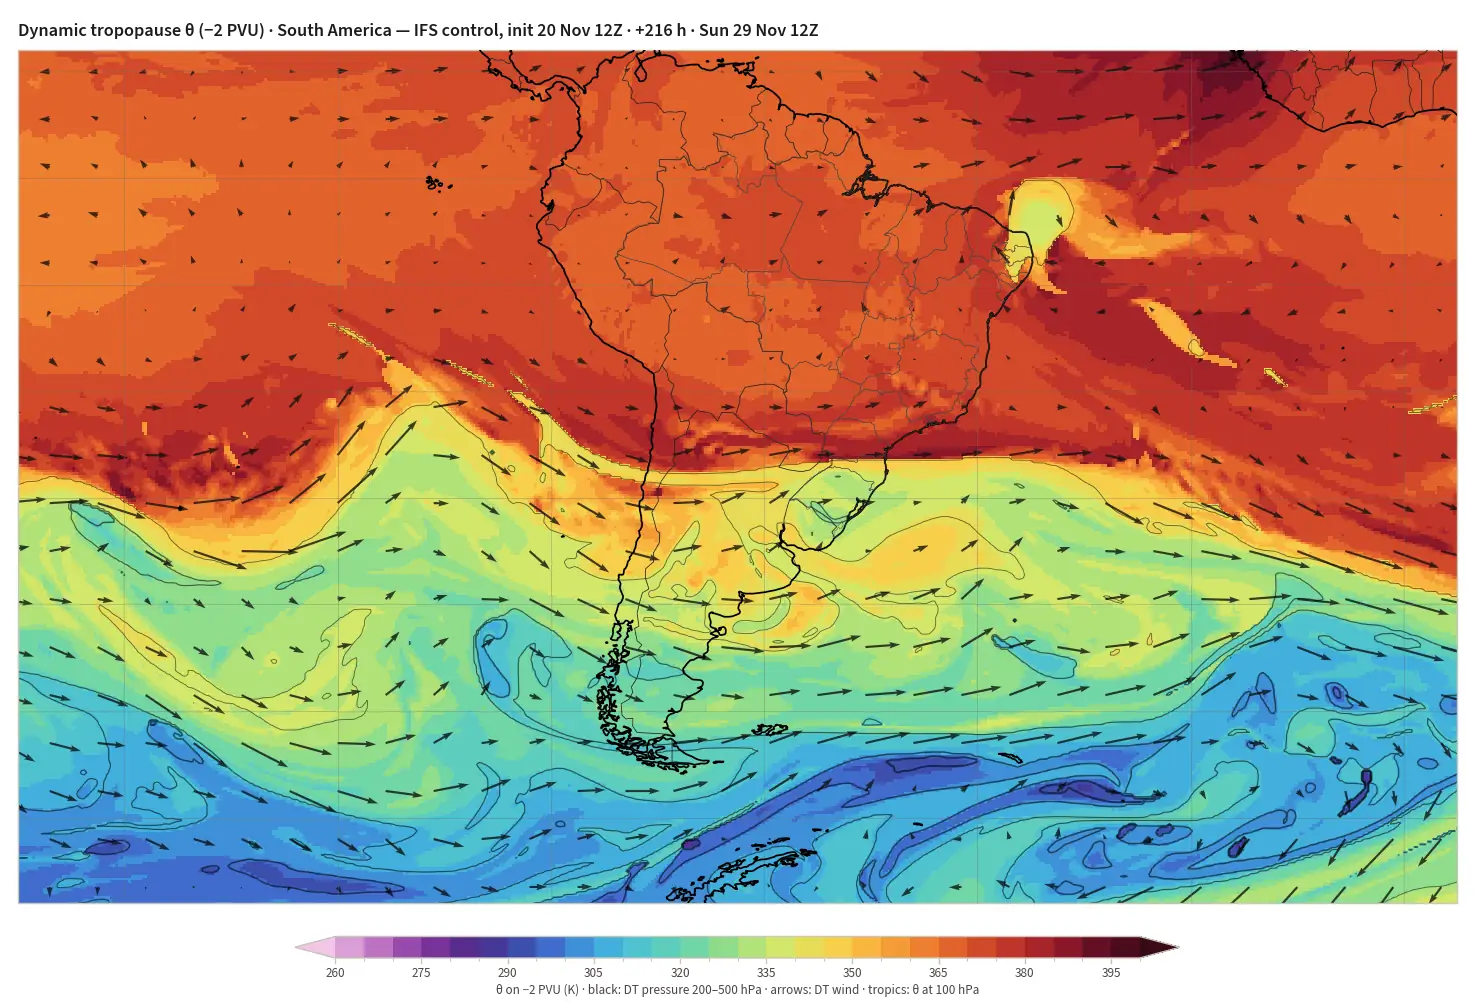 Dynamic tropopause θ (−2 PVU) · South America — IFS control, init 20 Nov 12Z · +216 h · Sun 29 Nov 12Z
260 275 290 305 320 335 350 365 380 395
θ on −2 PVU (K) · black: DT pressure 200–500 hPa · arrows: DT wind · tropics: θ at 100 hPa